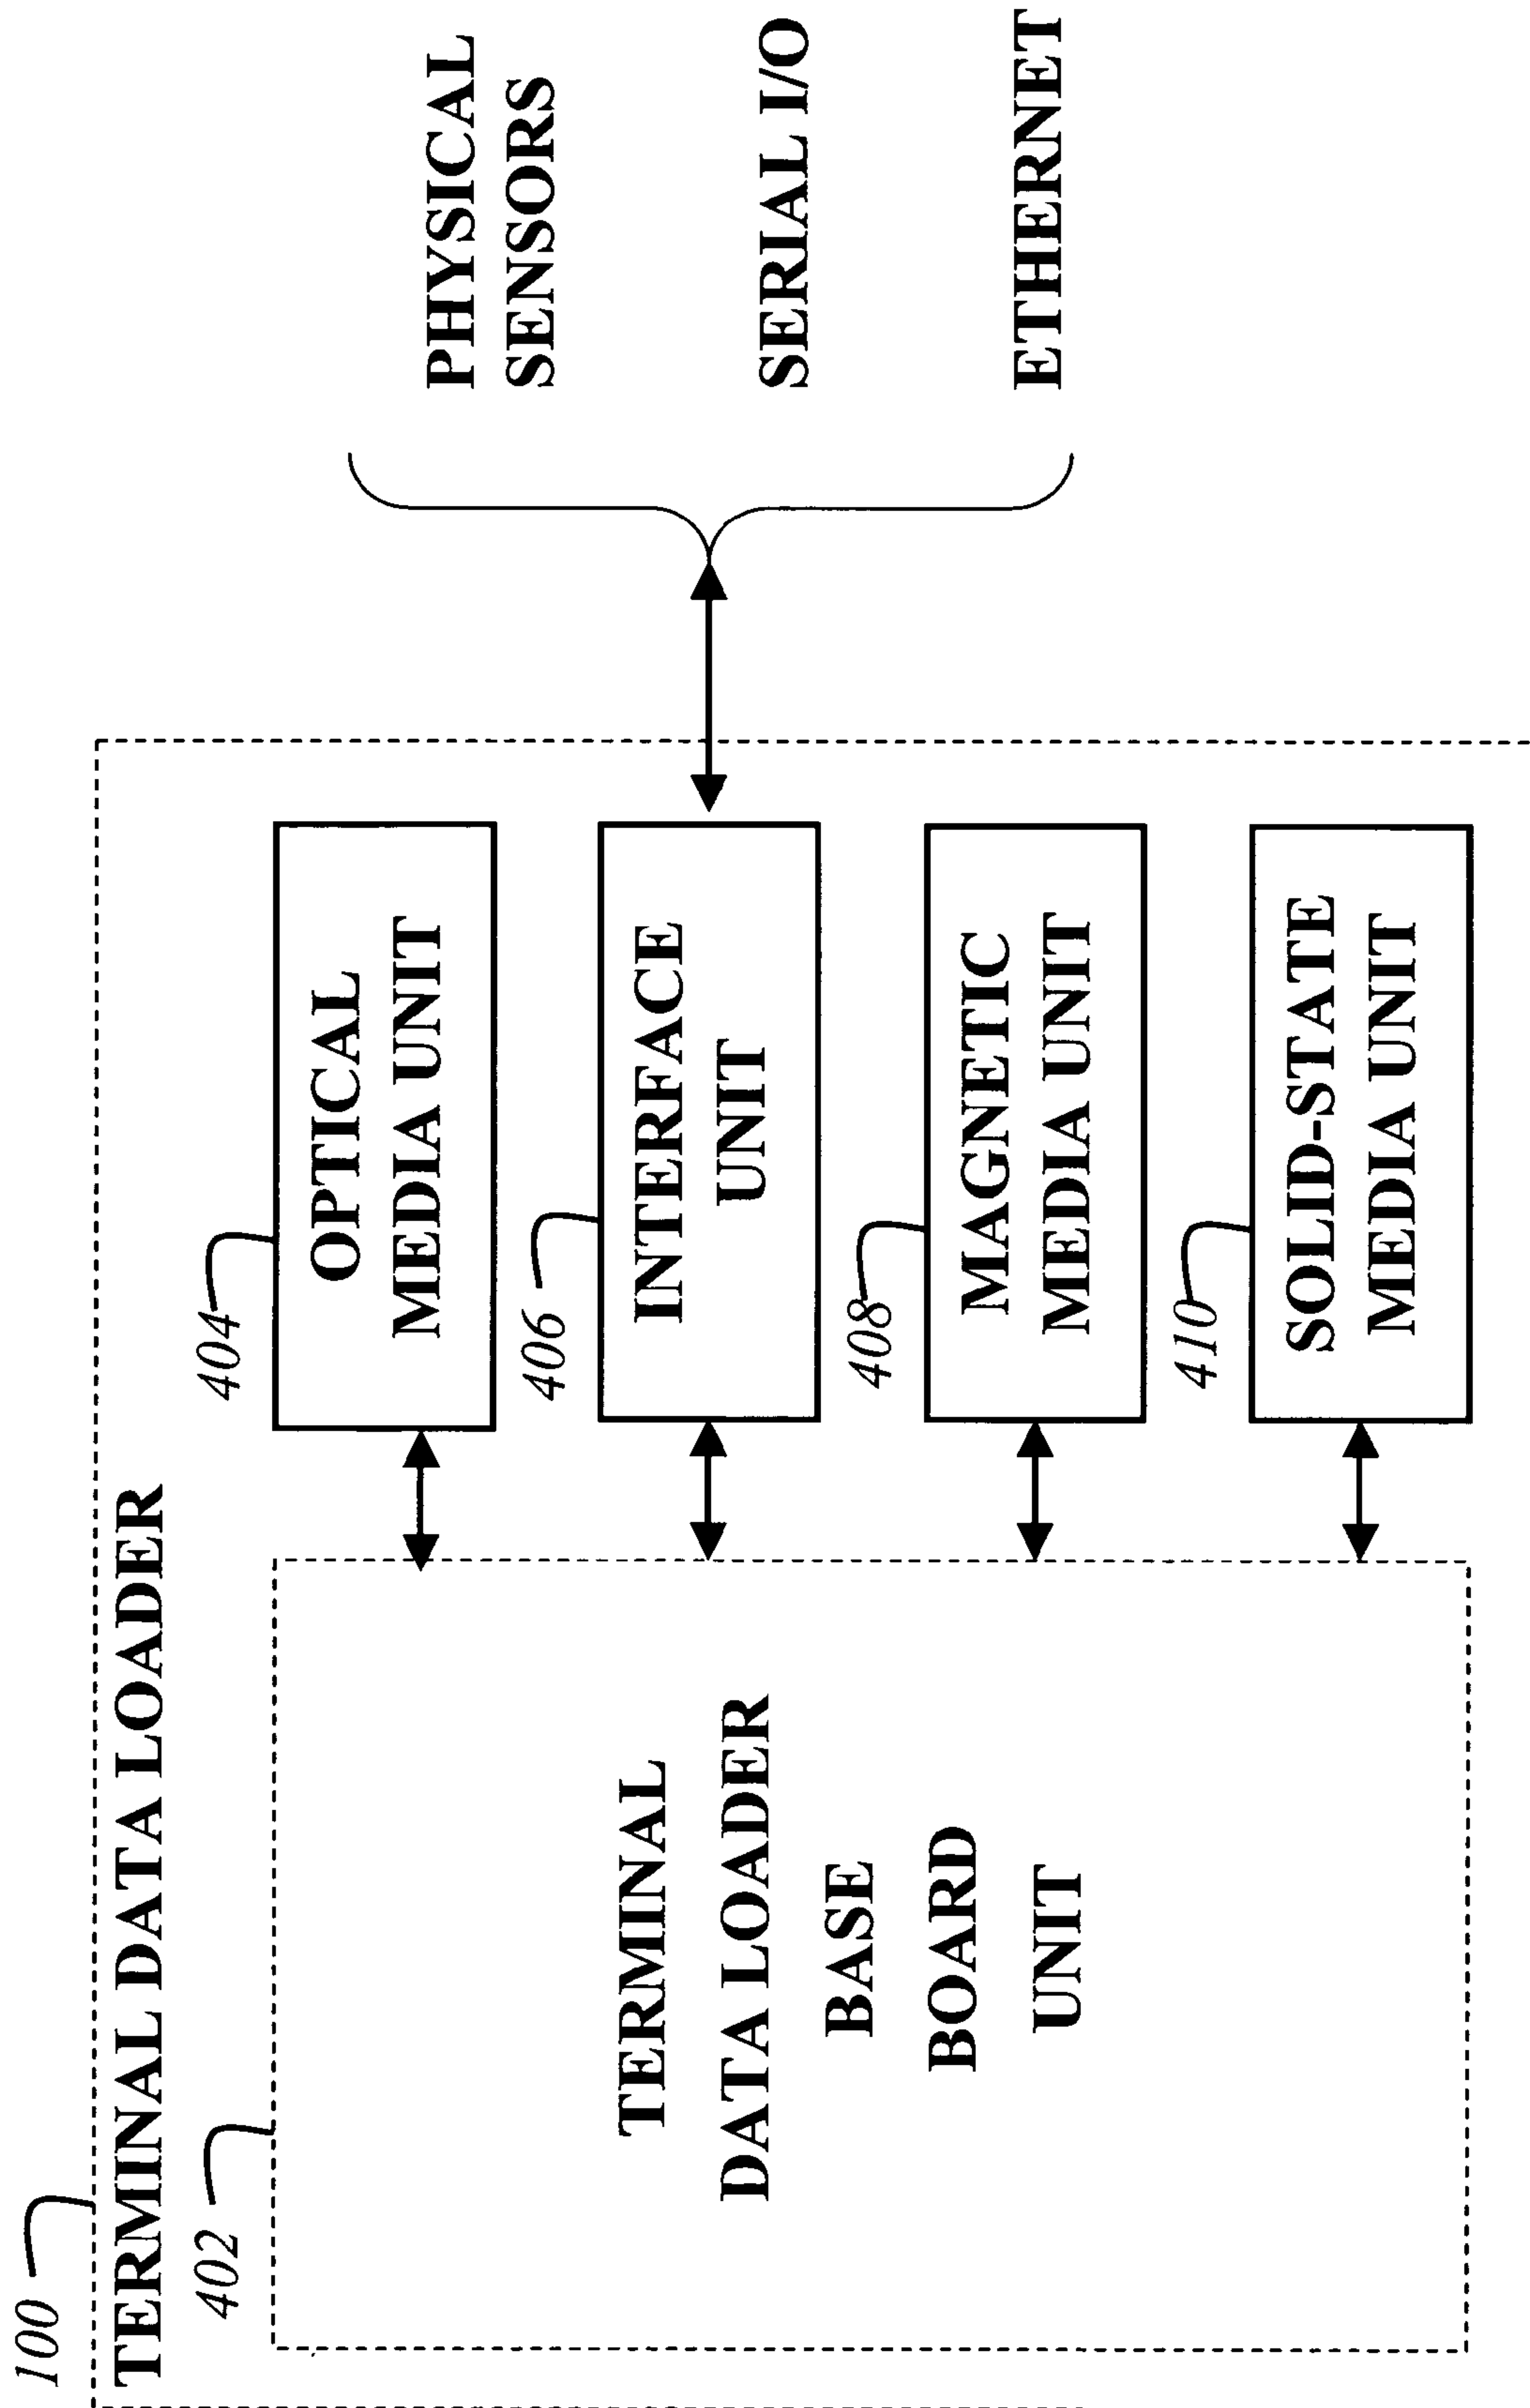 100
TERMINAL DATA LOADER
402
TERMINAL
DATA LOADER
BASE
BOARD
UNIT
404
OPTICAL
MEDIA UNIT
406
INTERFACE
UNIT
408
MAGNETIC
MEDIA UNIT
410
SOLID-STATE
MEDIA UNIT
PHYSICAL
SENSORS
SERIAL I/O
ETHERNET